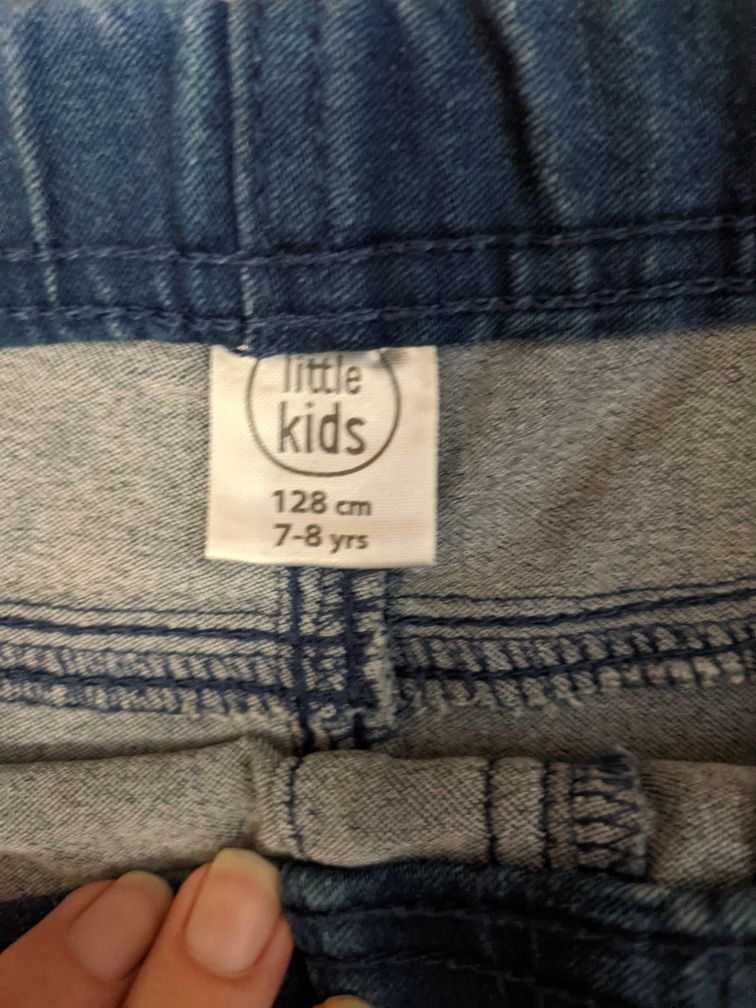 little
kids
128 cm
7-8 yrs